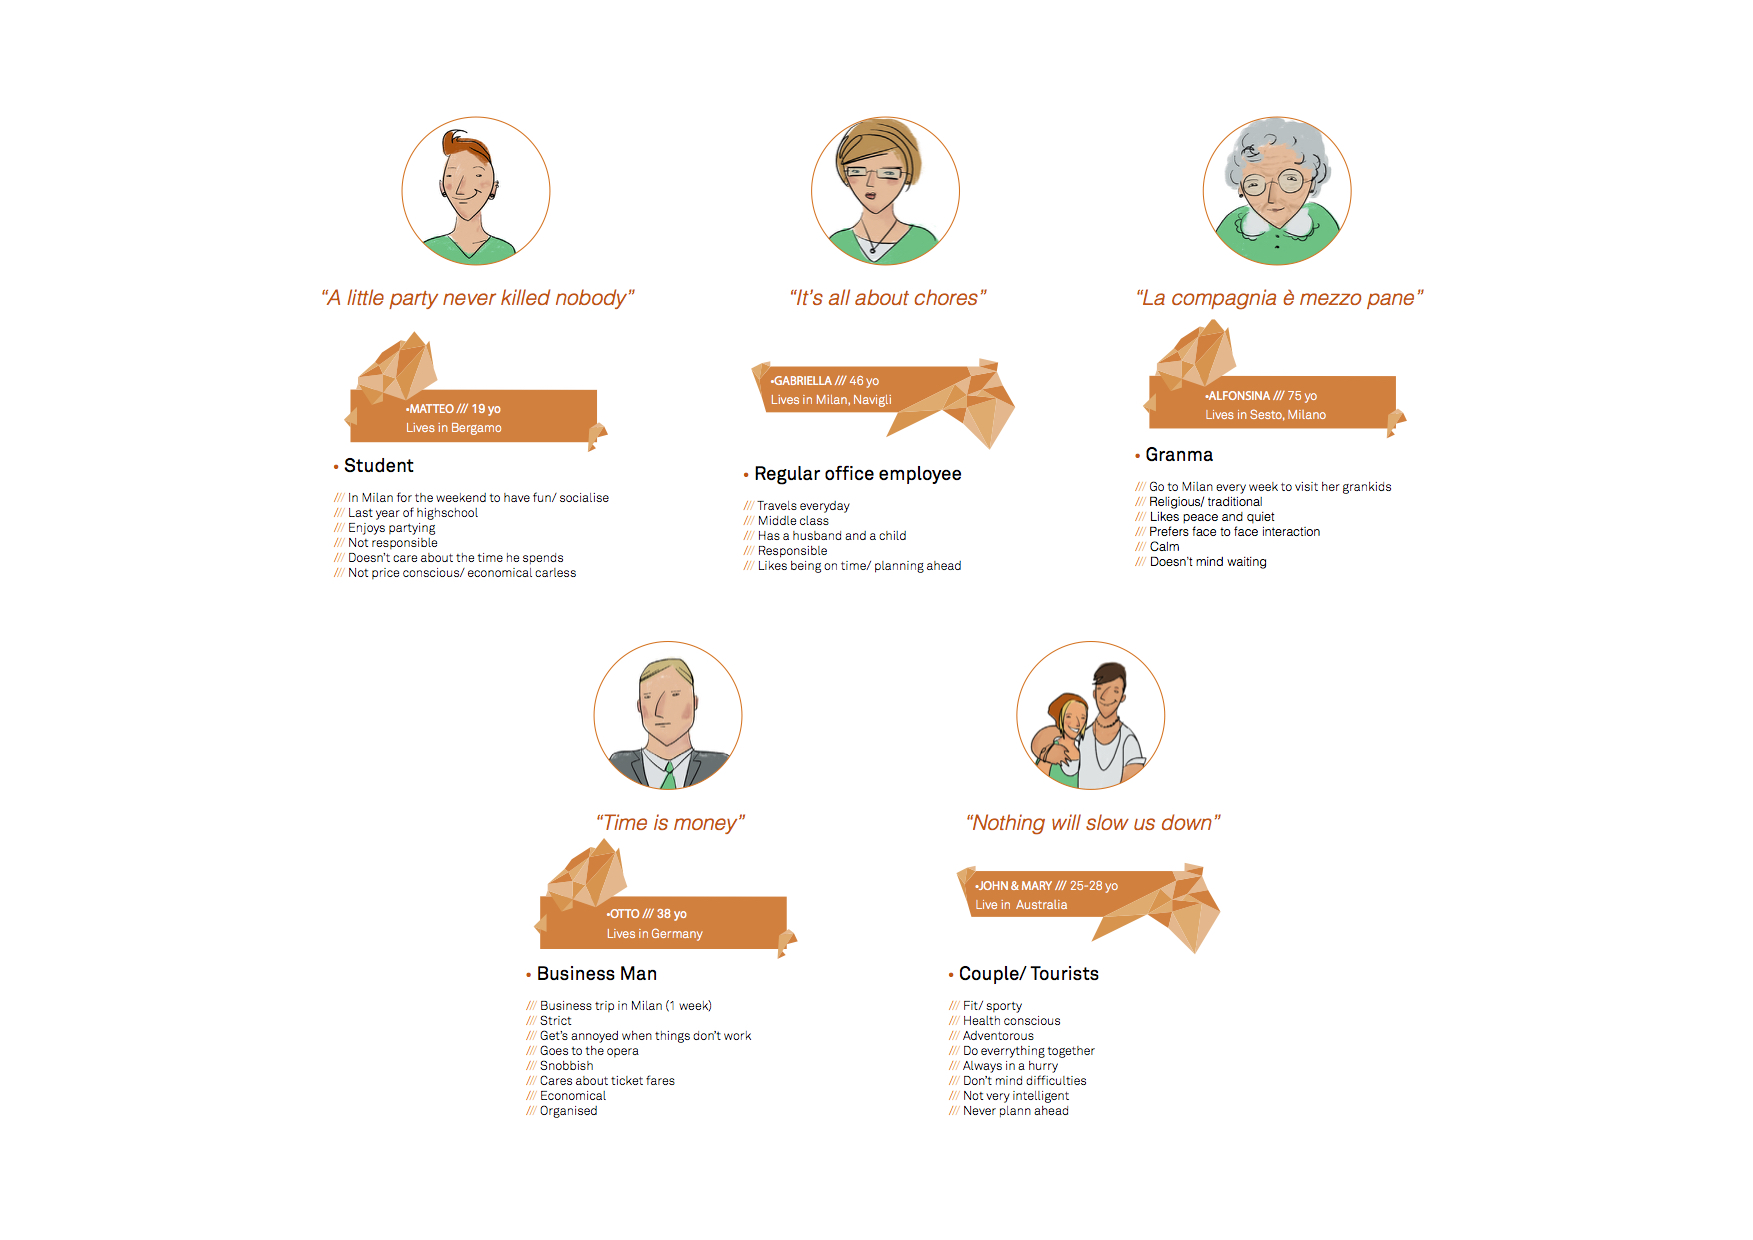 “A little party never killed nobody”
•MATTEO /// 19 yo
Lives in Bergamo
• Student
/// In Milan for the weekend to have fun/ socialise
/// Last year of highschool
/// Enjoys partying
/// Not responsible
/// Doesn't care about the time he spends
/// Not price conscious/ economical carless
“It's all about chores”
•GABRIELLA /// 46 yo
Lives in Milan, Navigli
• Regular office employee
/// Travels everyday
/// Middle class
/// Has a husband and a child
/// Responsible
/// Likes being on time/ planning ahead
“La compagnia è mezzo pane”
•ALFONSINA /// 75 yo
Lives in Sesto, Milano
• Granma
/// Go to Milan every week to visit her grankids
/// Religious/ traditional
/// Likes peace and quiet
/// Prefers face to face interaction
/// Calm
/// Doesn't mind waiting
“Time is money”
•OTTO /// 38 yo
Lives in Germany
• Business Man
/// Business trip in Milan (1 week)
/// Strict
/// Get's annoyed when things don't work
/// Goes to the opera
/// Snobbish
/// Cares about ticket fares
/// Economical
/// Organised
“Nothing will slow us down”
•JOHN & MARY /// 25-28 yo
Live in Australia
• Couple/ Tourists
/// Fit/ sporty
/// Health conscious
/// Adventorous
/// Do everrything together
/// Always in a hurry
/// Don't mind difficulties
/// Not very intelligent
/// Never plann ahead